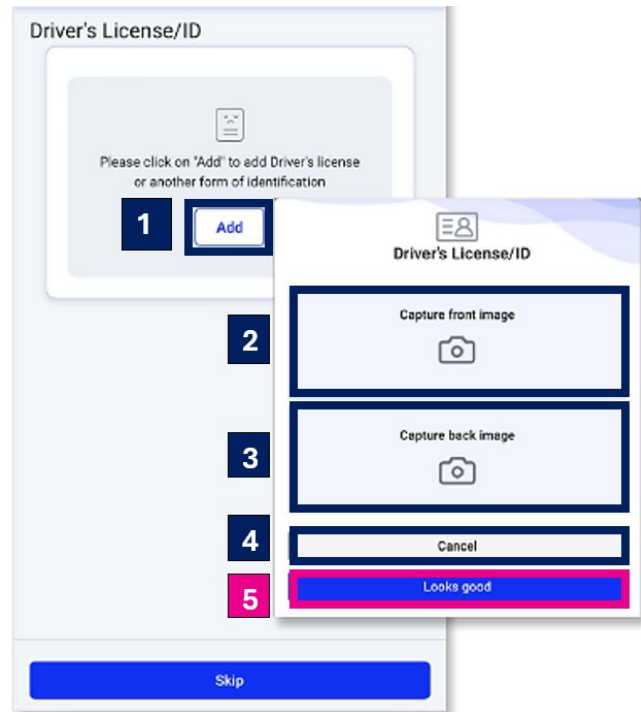 Driver's License/ID
Please click on "Add" to add Driver's license
or another form of identification
1
Add
Driver's License/ID
2
Capture front image
3
Capture back image
4
Cancel
5
Looks good
Skip